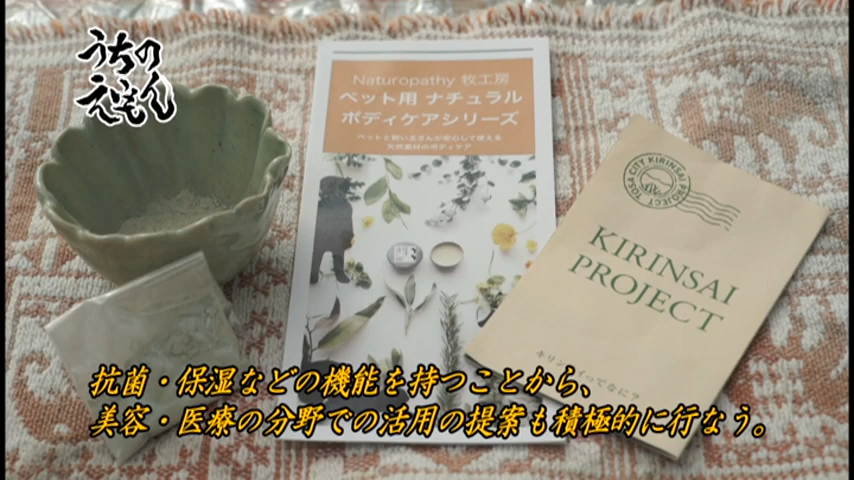 うちの
えいもん
Naturopathy 牧工房
ペット用 ナチュラル
ボディケアシリーズ
ペットと飼い主さんが安心して使える
天然素材のボディケア
TOSA CITY KIRINSAI PROJECT
KIRINSAI
PROJECT
抗菌・保湿などの機能を持つことから、
美容・医療の分野での活用の提案も積極的に行なう。